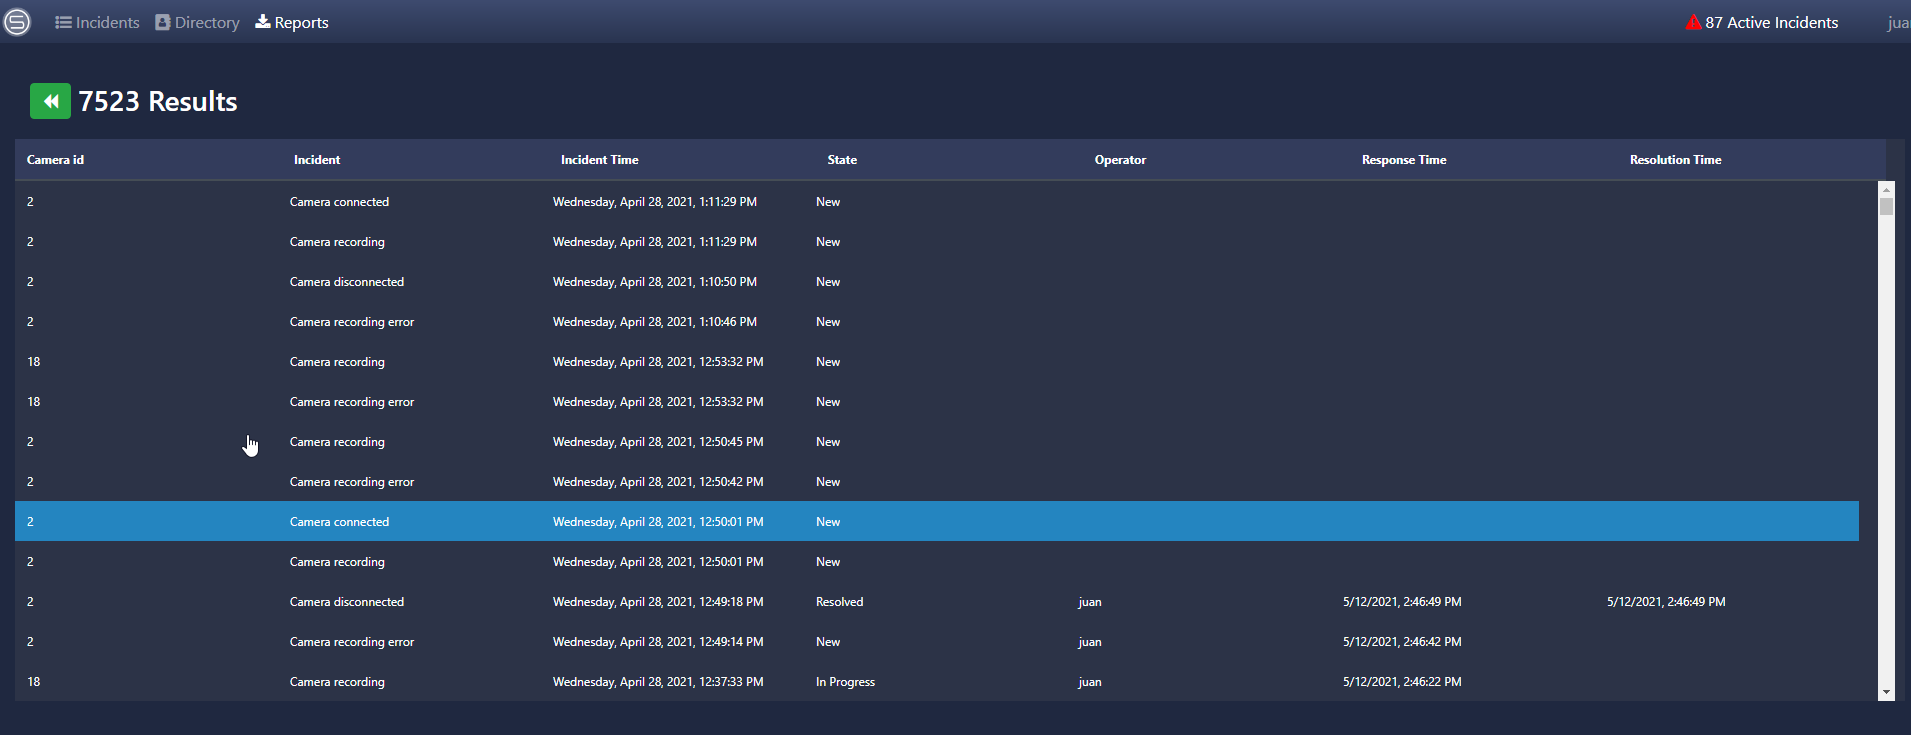 Incidents Directory Reports 87 Active Incidents jua
7523 Results
Camera id Incident Incident Time State Operator Response Time Resolution Time
2 Camera connected Wednesday, April 28, 2021, 1:11:29 PM New
2 Camera recording Wednesday, April 28, 2021, 1:11:29 PM New
2 Camera disconnected Wednesday, April 28, 2021, 1:10:50 PM New
2 Camera recording error Wednesday, April 28, 2021, 1:10:46 PM New
18 Camera recording Wednesday, April 28, 2021, 12:53:32 PM New
18 Camera recording error Wednesday, April 28, 2021, 12:53:32 PM New
2 Camera recording Wednesday, April 28, 2021, 12:50:45 PM New
2 Camera recording error Wednesday, April 28, 2021, 12:50:42 PM New
2 Camera connected Wednesday, April 28, 2021, 12:50:01 PM New
2 Camera recording Wednesday, April 28, 2021, 12:50:01 PM New
2 Camera disconnected Wednesday, April 28, 2021, 12:49:18 PM Resolved juan 5/12/2021, 2:46:49 PM 5/12/2021, 2:46:49 PM
2 Camera recording error Wednesday, April 28, 2021, 12:49:14 PM New juan 5/12/2021, 2:46:42 PM
18 Camera recording Wednesday, April 28, 2021, 12:37:33 PM In Progress juan 5/12/2021, 2:46:22 PM